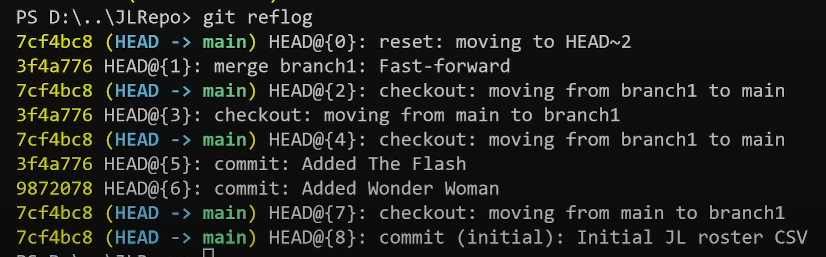 PS D:\..\JLRepo> git reflog
7cf4bc8 (HEAD -> main) HEAD@{0}: reset: moving to HEAD~2
3f4a776 HEAD@{1}: merge branch1: Fast-forward
7cf4bc8 (HEAD -> main) HEAD@{2}: checkout: moving from branch1 to main
3f4a776 HEAD@{3}: checkout: moving from main to branch1
7cf4bc8 (HEAD -> main) HEAD@{4}: checkout: moving from branch1 to main
3f4a776 HEAD@{5}: commit: Added The Flash
9872078 HEAD@{6}: commit: Added Wonder Woman
7cf4bc8 (HEAD -> main) HEAD@{7}: checkout: moving from main to branch1
7cf4bc8 (HEAD -> main) HEAD@{8}: commit (initial): Initial JL roster CSV